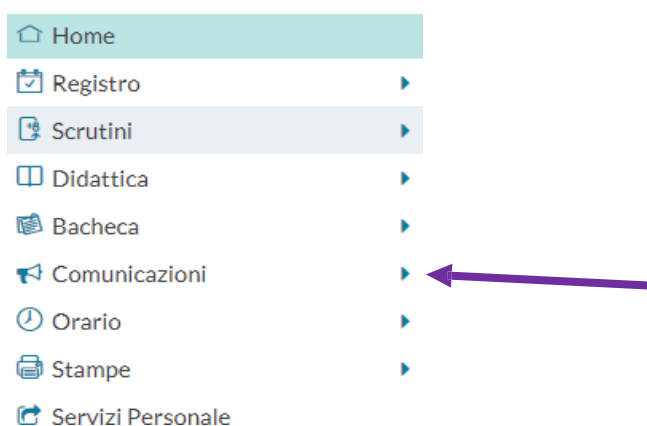 Home
Registro
Scrutini
Didattica
Bacheca
Comunicazioni
Orario
Stampe
Servizi Personale